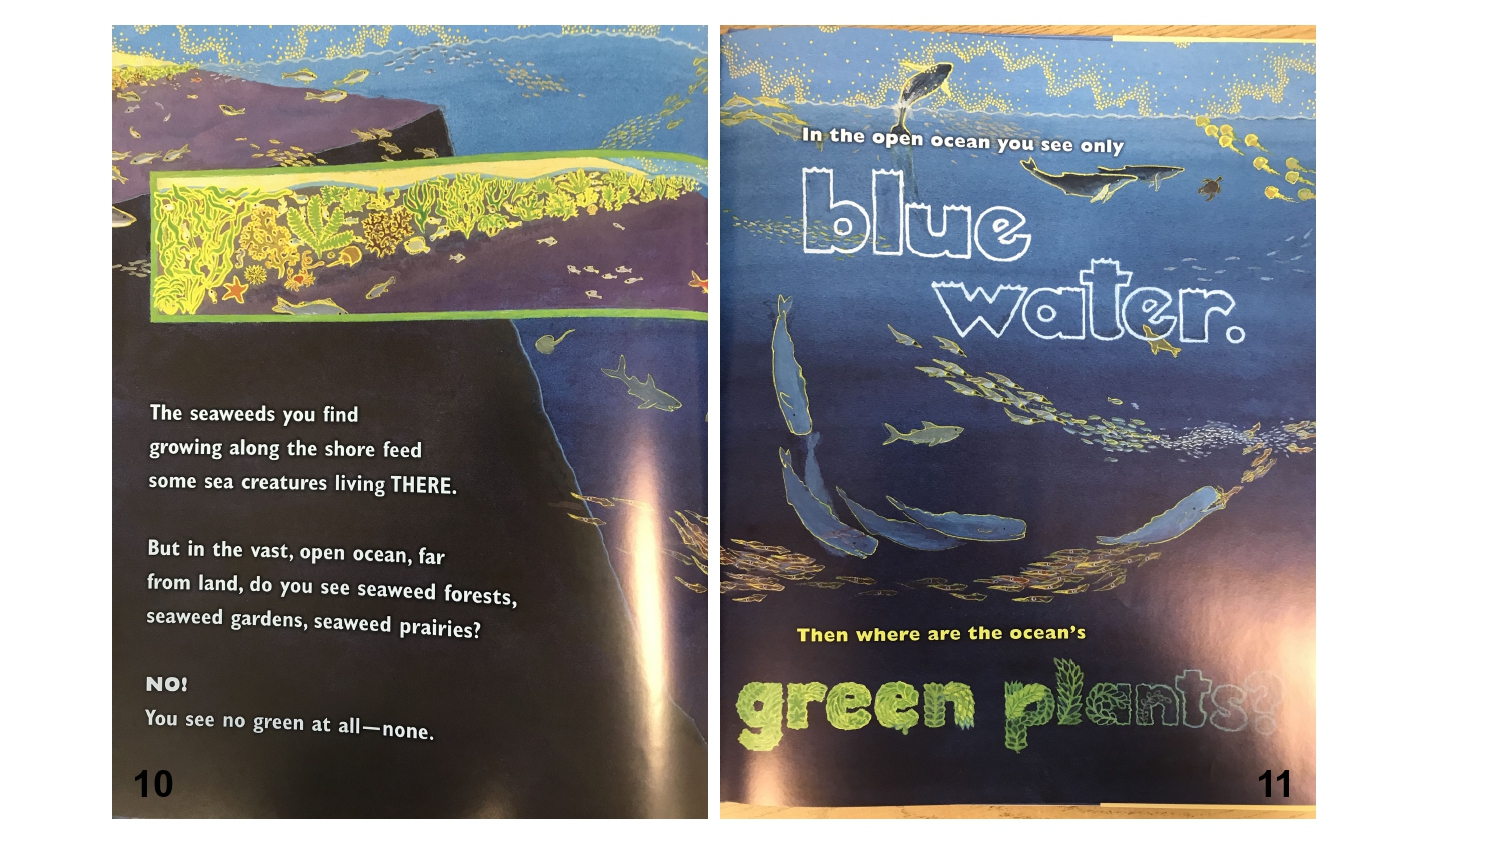 The seaweeds you find
growing along the shore feed
some sea creatures living THERE.
But in the vast, open ocean, far
from land, do you see seaweed forests,
seaweed gardens, seaweed prairies?
NO!
You see no green at all—none.
10
In the open ocean you see only
blue
water.
Then where are the ocean's
green plants?
11